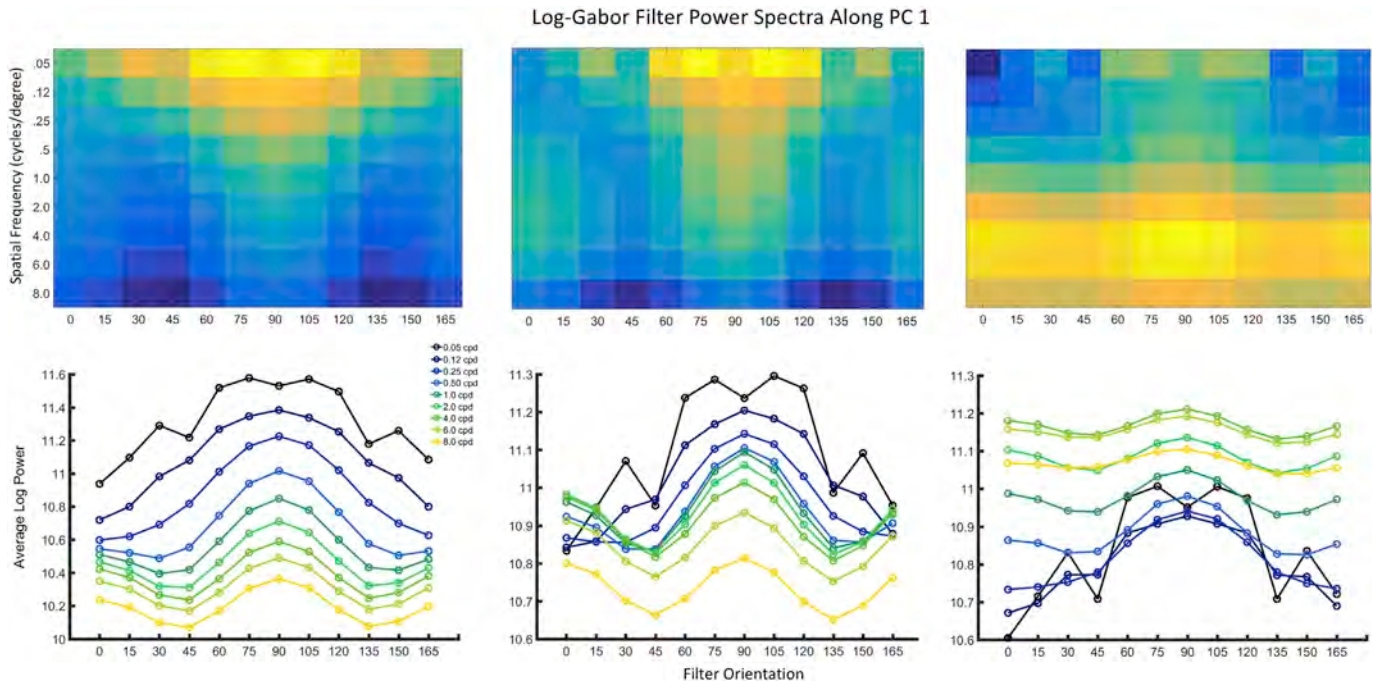 Log-Gabor Filter Power Spectra Along PC 1
Spatial Frequency (cycles/degree)
.05
.12
.25
.5
1.0
2.0
4.0
6.0
8.0
0 15 30 45 60 75 90 105 120 135 150 165
0 15 30 45 60 75 90 105 120 135 150 165
0 15 30 45 60 75 90 105 120 135 150 165
Average Log Power
11.6
11.4
11.2
11
10.8
10.6
10.4
10.2
10
0.05 cpd
0.12 cpd
0.25 cpd
0.50 cpd
1.0 cpd
2.0 cpd
4.0 cpd
6.0 cpd
8.0 cpd
0 15 30 45 60 75 90 105 120 135 150 165
11.3
11.2
11.1
11
10.9
10.8
10.7
10.6
0 15 30 45 60 75 90 105 120 135 150 165
11.3
11.2
11.1
11
10.9
10.8
10.7
10.6
0 15 30 45 60 75 90 105 120 135 150 165
Filter Orientation